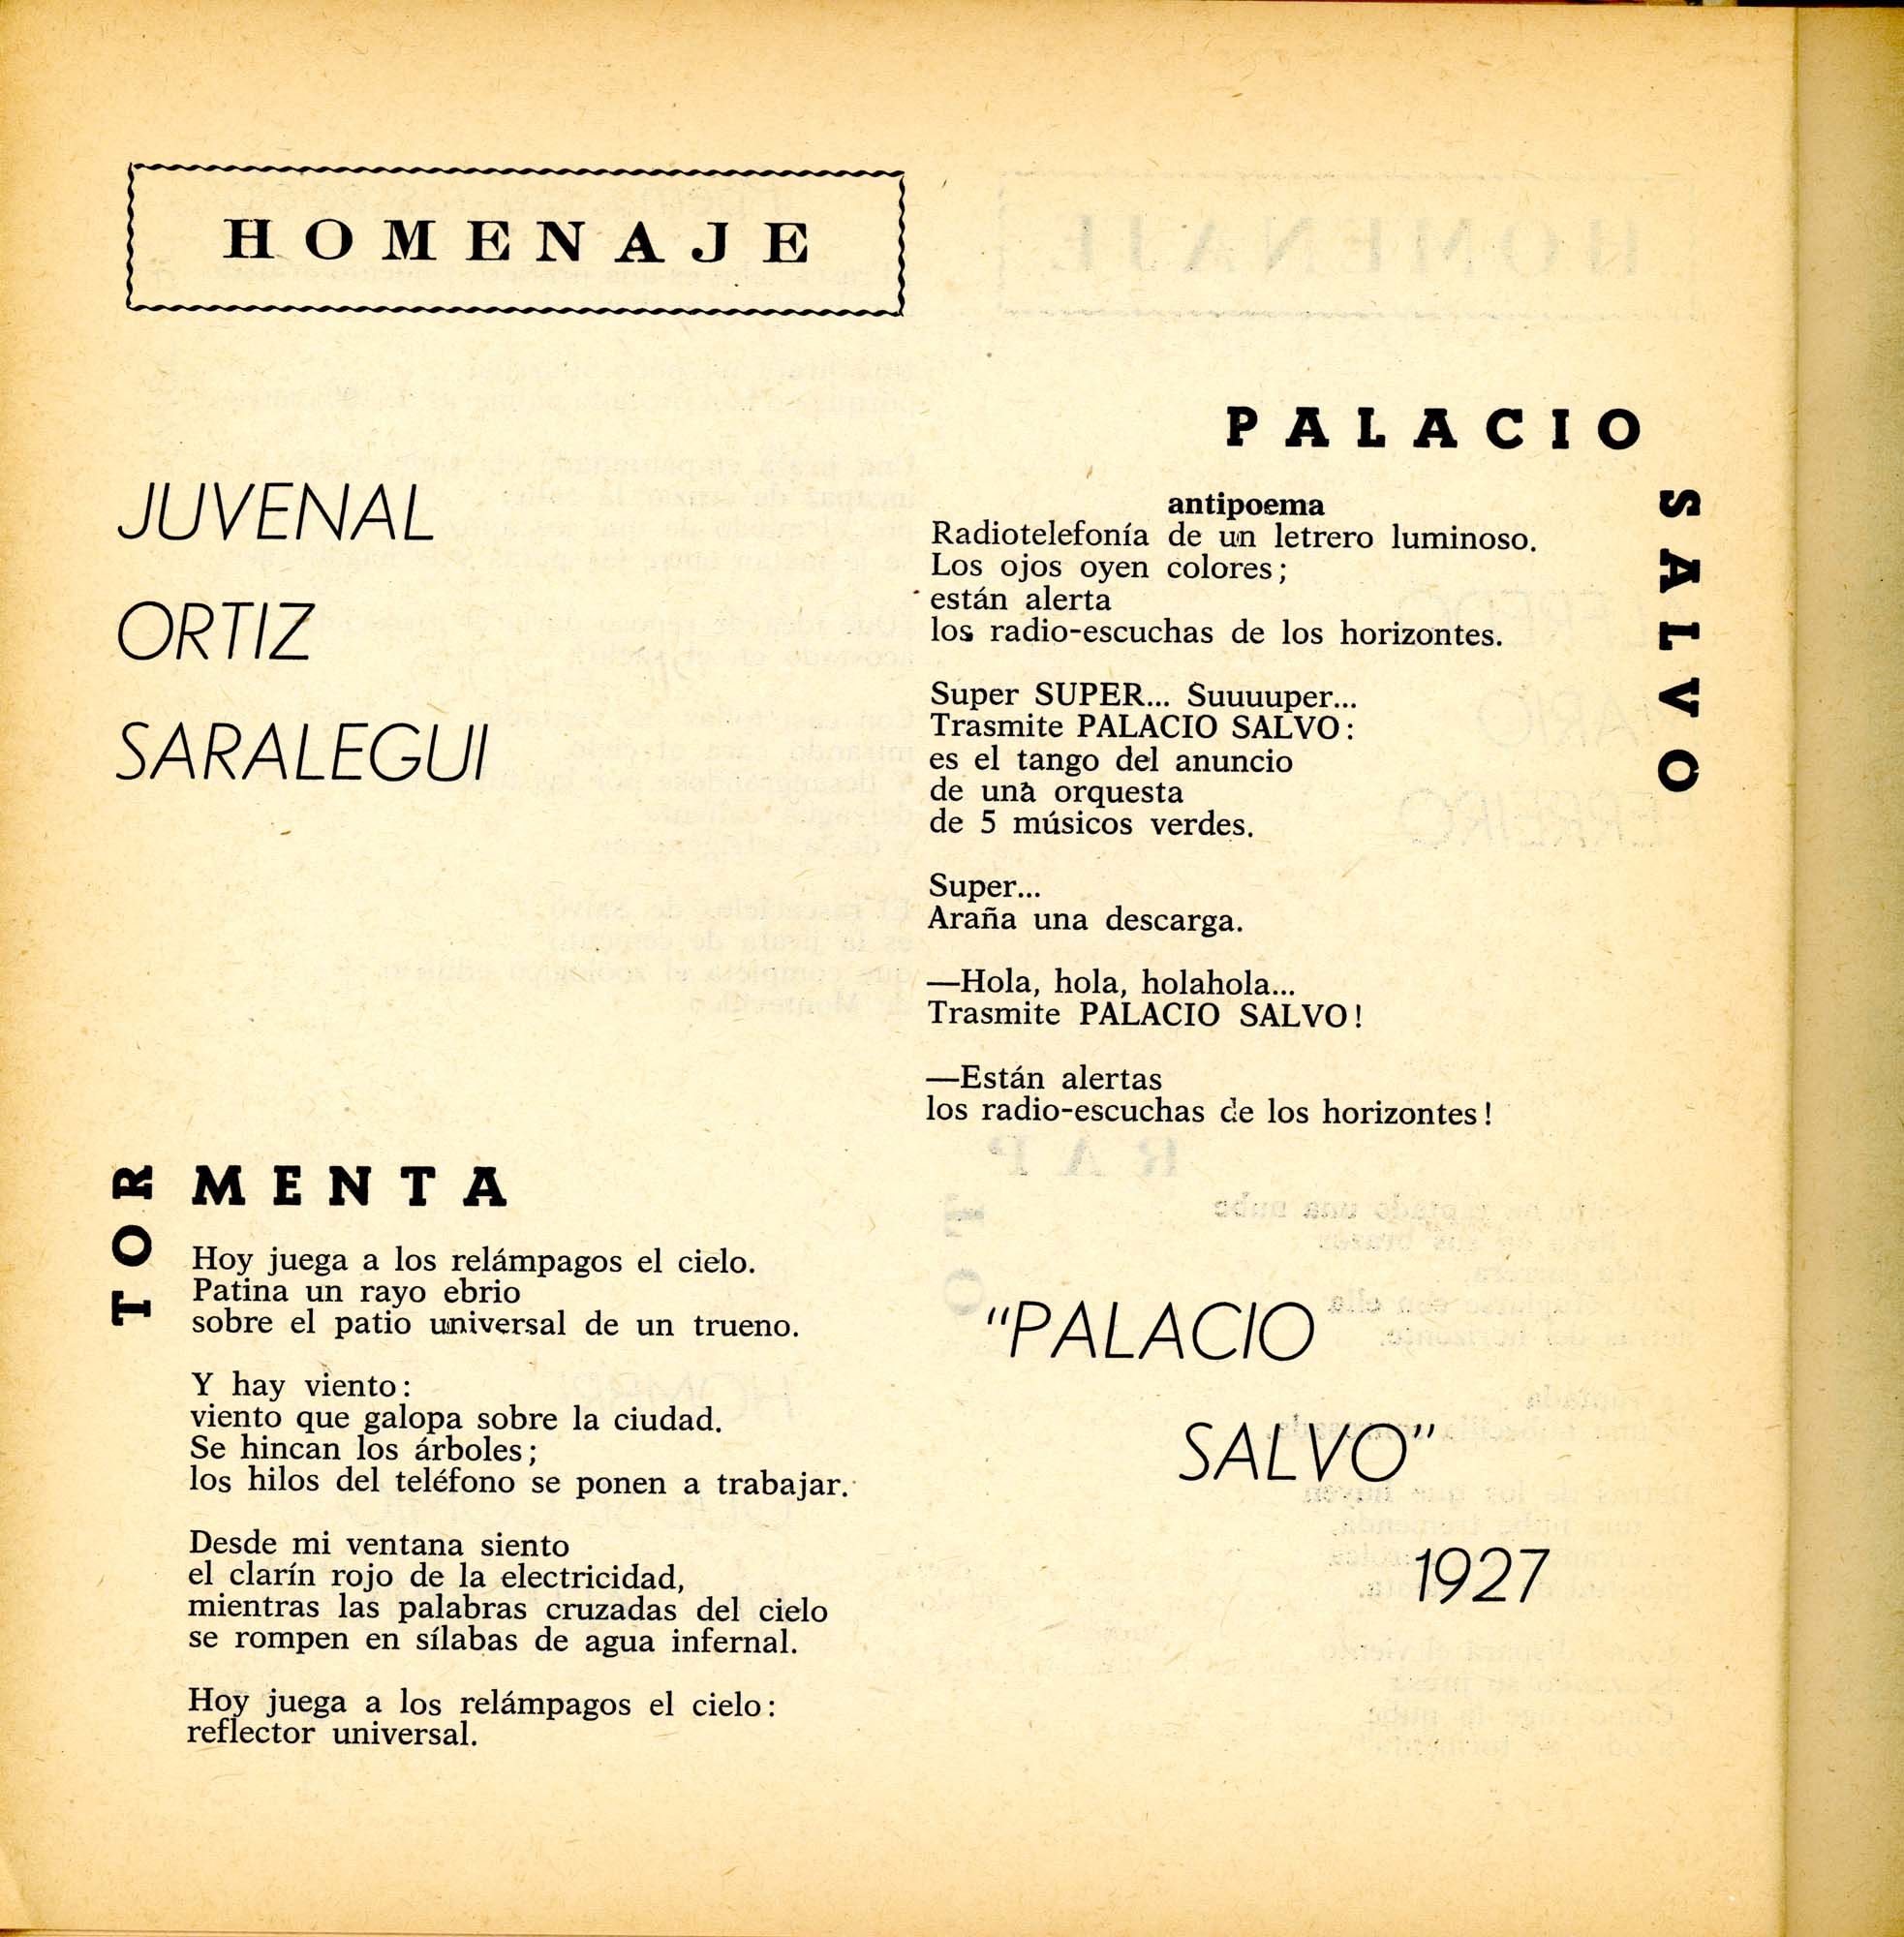 HOMENAJE
JUVENAL
ORTIZ
SARALEGUI
PALACIO
SALVO
antipoema
Radiotelefonía de un letrero luminoso.
Los ojos oyen colores;
están alerta
los radio-escuchas de los horizontes.
Super SUPER... Suuuuper...
Trasmite PALACIO SALVO:
es el tango del anuncio
de una orquesta
de 5 músicos verdes.
Super...
Araña una descarga.
—Hola, hola, holahola...
Trasmite PALACIO SALVO!
—Están alertas
los radio-escuchas de los horizontes!
TORMENTA
Hoy juega a los relámpagos el cielo.
Patina un rayo ebrio
sobre el patio universal de un trueno.
Y hay viento:
viento que galopa sobre la ciudad.
Se hincan los árboles;
los hilos del teléfono se ponen a trabajar.
Desde mi ventana siento
el clarín rojo de la electricidad,
mientras las palabras cruzadas del cielo
se rompen en sílabas de agua infernal.
Hoy juega a los relámpagos el cielo:
reflector universal.
"PALACIO
SALVO"
1927